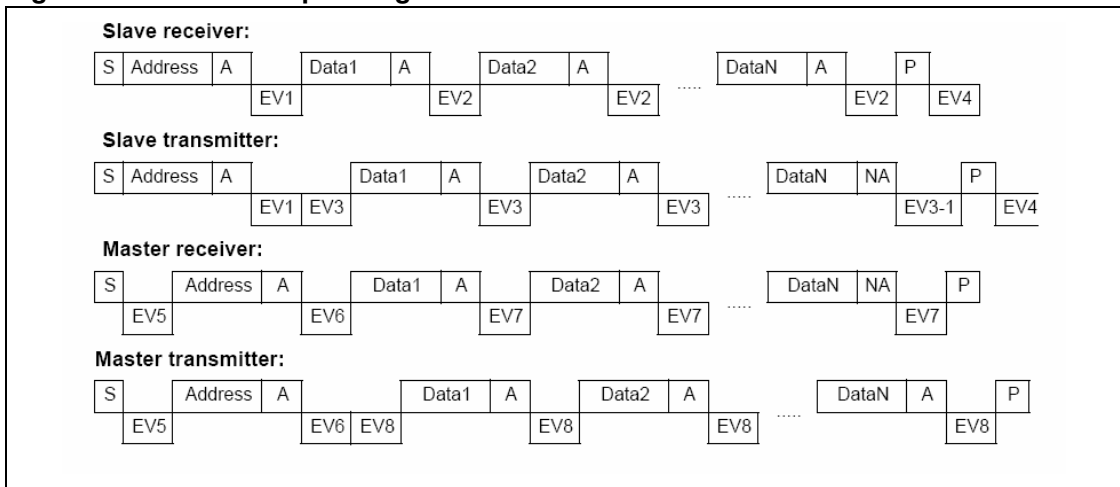 Slave receiver:
S Address A Data1 A Data2 A ..... DataN A P
EV1 EV2 EV2 EV2 EV4
Slave transmitter:
S Address A Data1 A Data2 A ..... DataN NA P
EV1 EV3 EV3 EV3 EV3-1 EV4
Master receiver:
S Address A Data1 A Data2 A ..... DataN NA P
EV5 EV6 EV7 EV7 EV7
Master transmitter:
S Address A Data1 A Data2 A ..... DataN A P
EV5 EV6 EV8 EV8 EV8 EV8